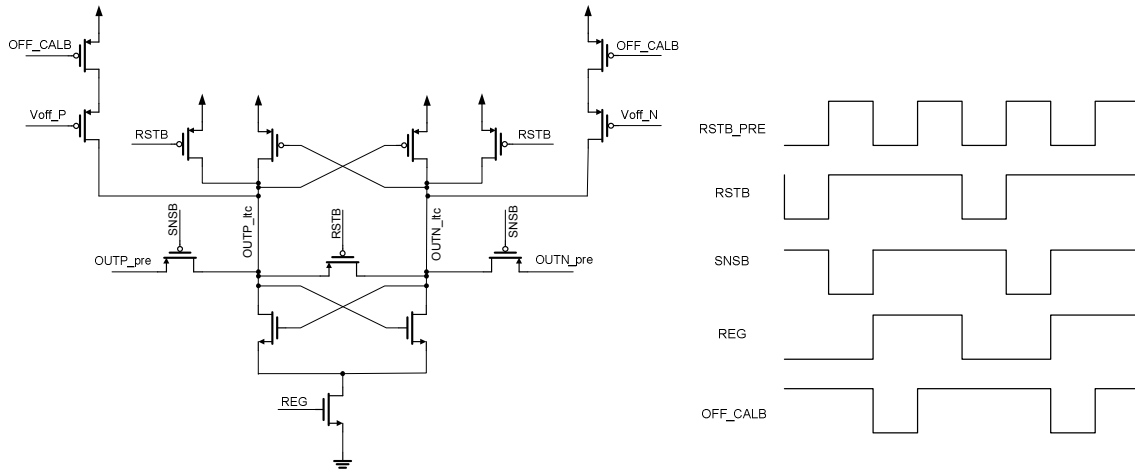 OFF_CALB
OFF_CALB
Voff_P
Voff_N
RSTB
RSTB
SNSB
OUTP_ltc
RSTB
OUTN_ltc
SNSB
OUTP_pre
OUTN_pre
REG
RSTB_PRE
RSTB
SNSB
REG
OFF_CALB